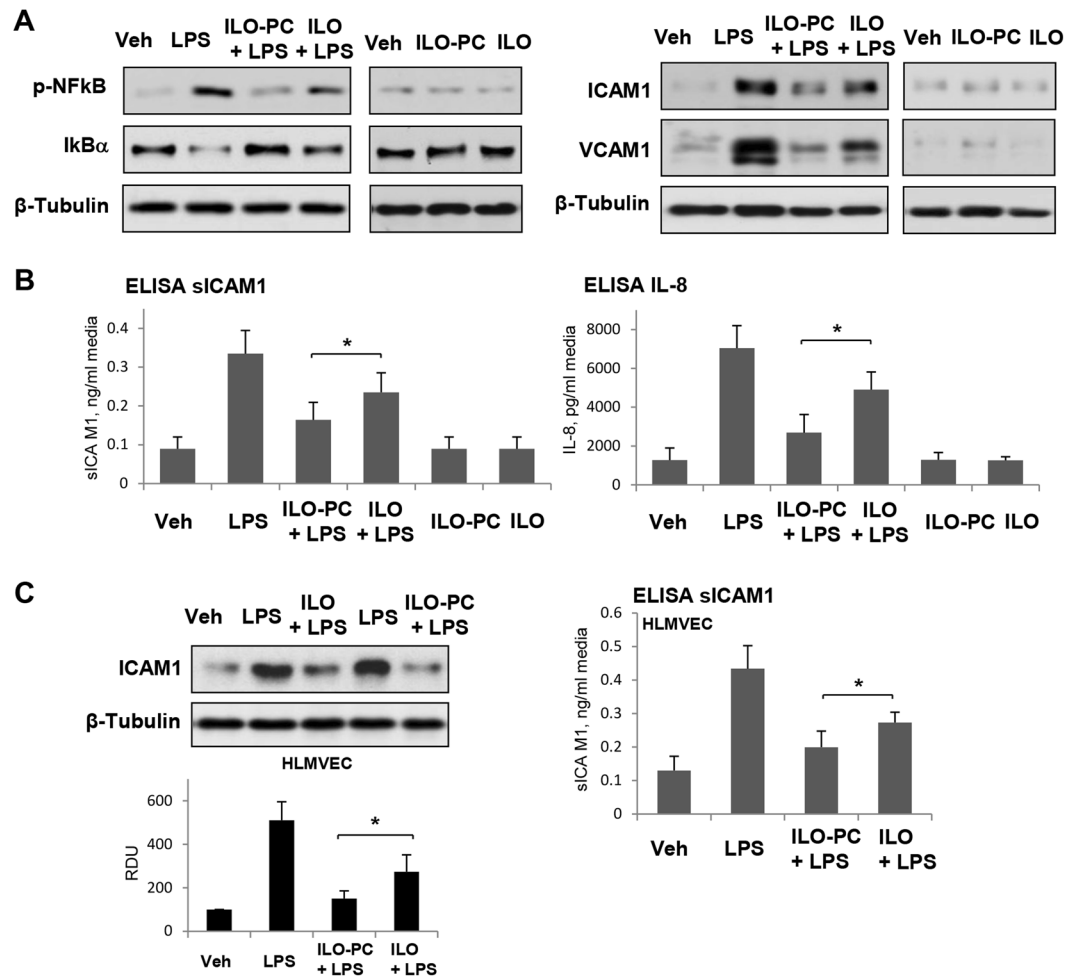 A
Veh LPS ILO-PC + LPS ILO + LPS Veh ILO-PC ILO
p-NFkB
IkBα
β-Tubulin
Veh LPS ILO-PC + LPS ILO + LPS Veh ILO-PC ILO
ICAM1
VCAM1
β-Tubulin
B
ELISA sICAM1
sICA M1, ng/ml media
0.4
0.3
0.2
0.1
0
*
Veh LPS ILO-PC + LPS ILO + LPS ILO-PC ILO
ELISA IL-8
IL-8, pg/ml media
8000
6000
4000
2000
0
*
Veh LPS ILO-PC + LPS ILO + LPS ILO-PC ILO
C
Veh LPS ILO + LPS LPS ILO-PC + LPS
ICAM1
β-Tubulin
HLMVEC
RDU
600
400
200
0
*
Veh LPS ILO-PC + LPS ILO + LPS
ELISA sICAM1
HLMVEC
sICA M1, ng/ml media
0.6
0.5
0.4
0.3
0.2
0.1
0
*
Veh LPS ILO-PC + LPS ILO + LPS